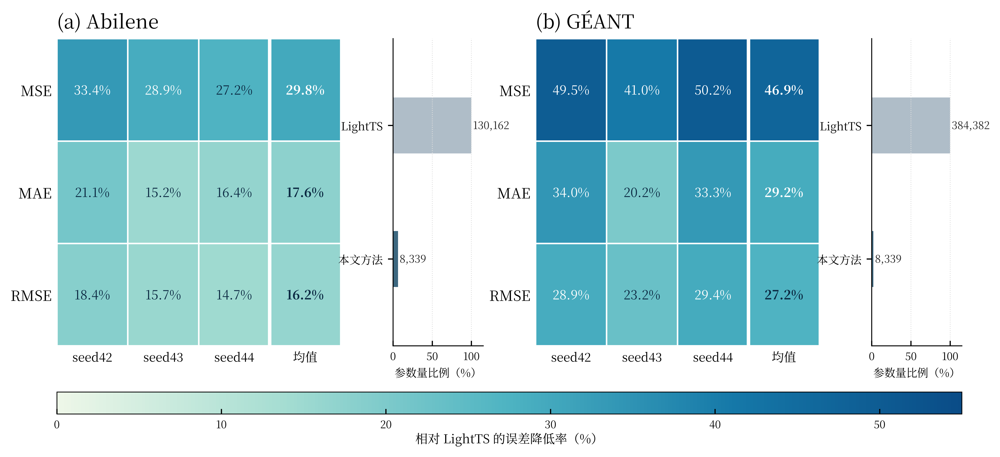 (a) Abilene
MSE 33.4% 28.9% 27.2% 29.8%
MAE 21.1% 15.2% 16.4% 17.6%
RMSE 18.4% 15.7% 14.7% 16.2%
seed42 seed43 seed44 均值
LightTS 130,162
本文方法 8,339
0 50 100
参数量比例（%）
(b) GÉANT
MSE 49.5% 41.0% 50.2% 46.9%
MAE 34.0% 20.2% 33.3% 29.2%
RMSE 28.9% 23.2% 29.4% 27.2%
seed42 seed43 seed44 均值
LightTS 384,382
本文方法 8,339
0 50 100
参数量比例（%）
0 10 20 30 40 50
相对 LightTS 的误差降低率（%）